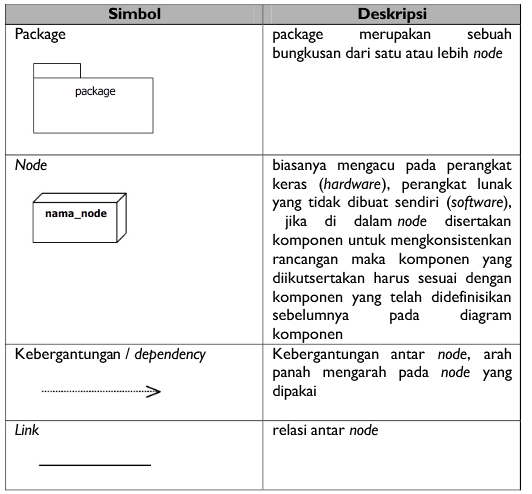 Simbol
Deskripsi
Package
package
package merupakan sebuah
bungkusan dari satu atau lebih node
Node
nama_node
biasanya mengacu pada perangkat
keras (hardware), perangkat lunak
yang tidak dibuat sendiri (software),
jika di dalam node disertakan
komponen untuk mengkonsistenkan
rancangan maka komponen yang
diikutsertakan harus sesuai dengan
komponen yang telah didefinisikan
sebelumnya pada diagram
komponen
Kebergantungan / dependency
Kebergantungan antar node, arah
panah mengarah pada node yang
dipakai
Link
relasi antar node